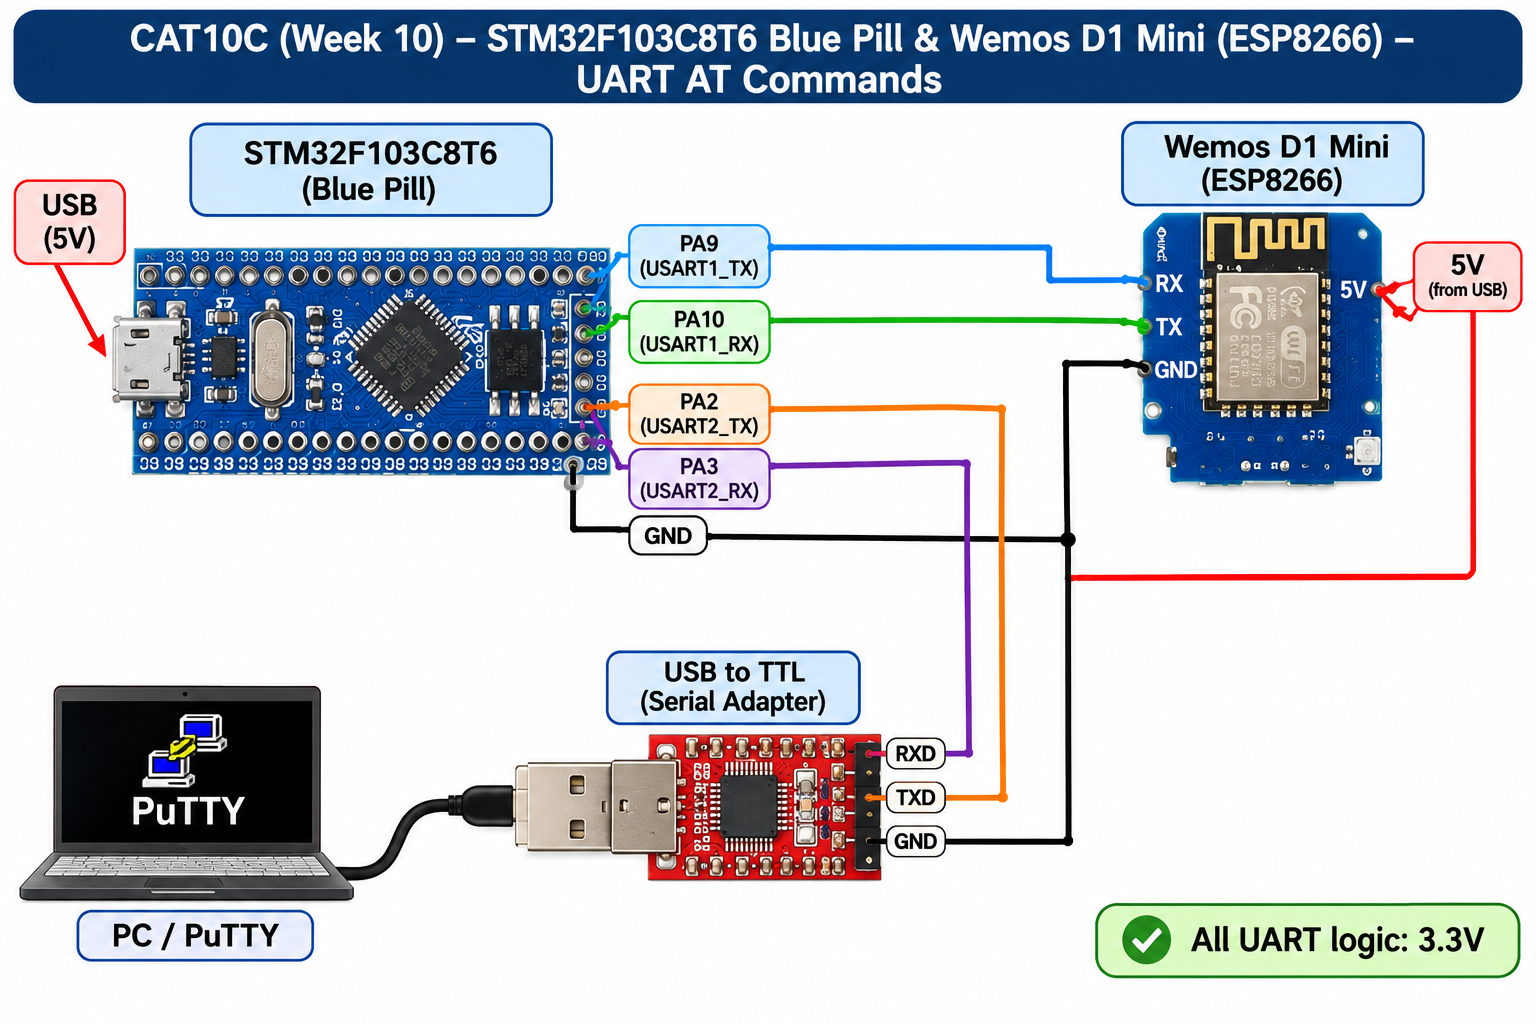 CAT10C (Week 10) – STM32F103C8T6 Blue Pill & Wemos D1 Mini (ESP8266) –
UART AT Commands
STM32F103C8T6
(Blue Pill)
Wemos D1 Mini
(ESP8266)
USB
(5V)
PA9
(USART1_TX)
PA10
(USART1_RX)
PA2
(USART2_TX)
PA3
(USART2_RX)
GND
RX
TX
GND
5V
5V
(from USB)
USB to TTL
(Serial Adapter)
RXD
TXD
GND
PuTTY
PC / PuTTY
All UART logic: 3.3V